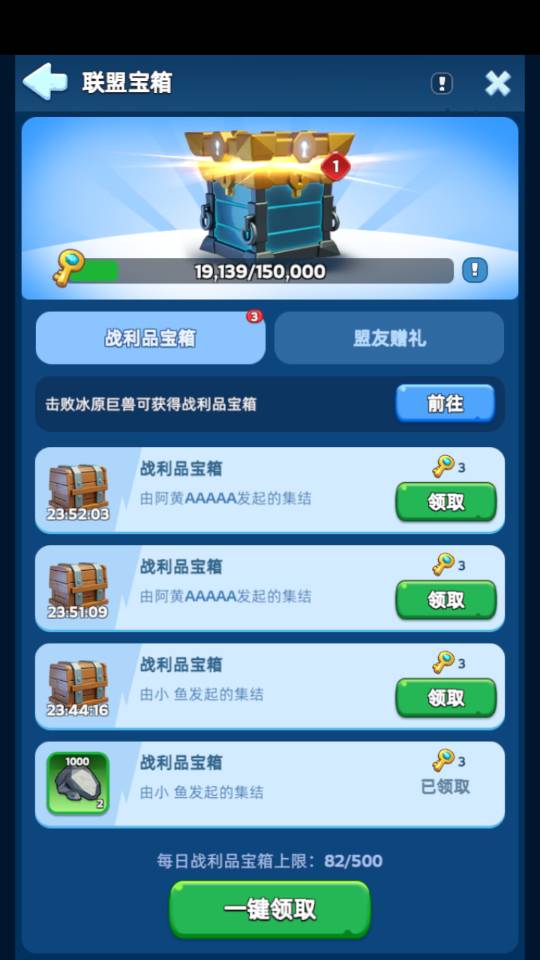 联盟宝箱
!
1
19,139/150,000
!
战利品宝箱
3
盟友赠礼
击败冰原巨兽可获得战利品宝箱
前往
战利品宝箱
3
由阿黄AAAAA发起的集结
领取
23:52:03
战利品宝箱
3
由阿黄AAAAA发起的集结
领取
23:51:09
战利品宝箱
3
由小 鱼发起的集结
领取
23:44:16
1000
战利品宝箱
3
由小 鱼发起的集结
已领取
2
每日战利品宝箱上限：82/500
一键领取